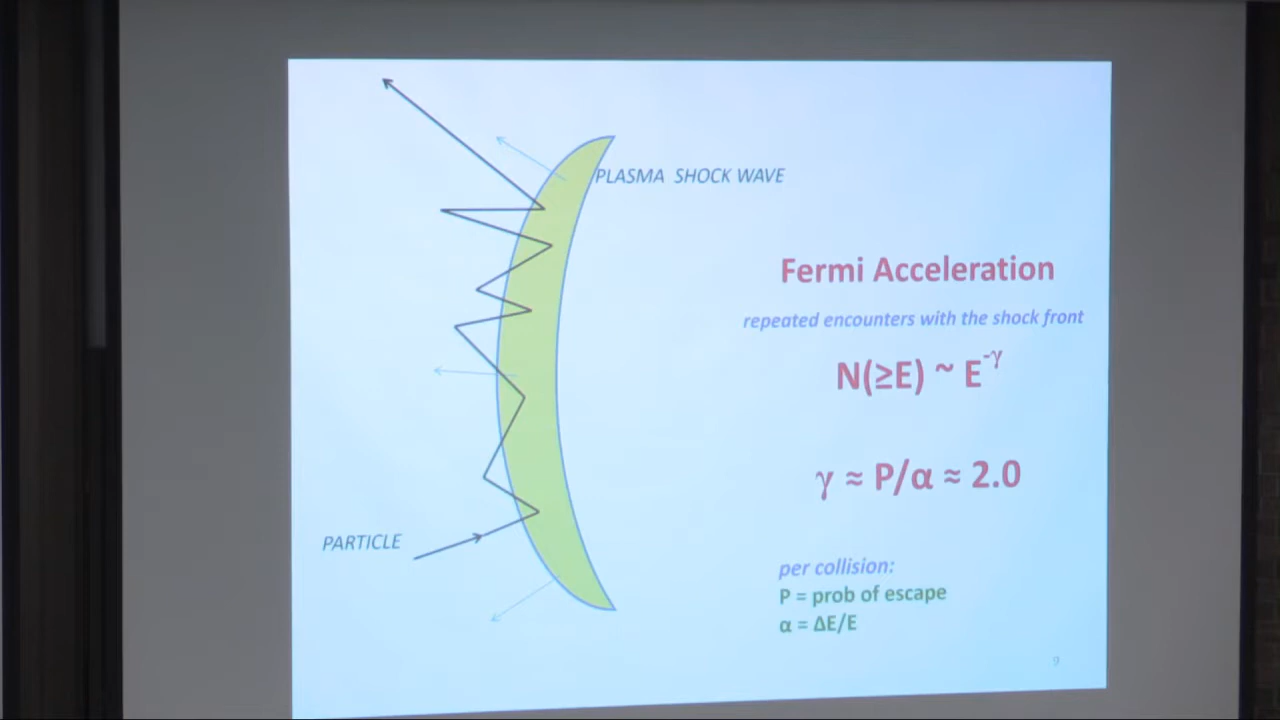 PLASMA SHOCK WAVE
Fermi Acceleration
repeated encounters with the shock front
N(≥E) ~ E^-γ
γ ≈ P/α ≈ 2.0
PARTICLE
per collision:
P = prob of escape
α = ΔE/E
9